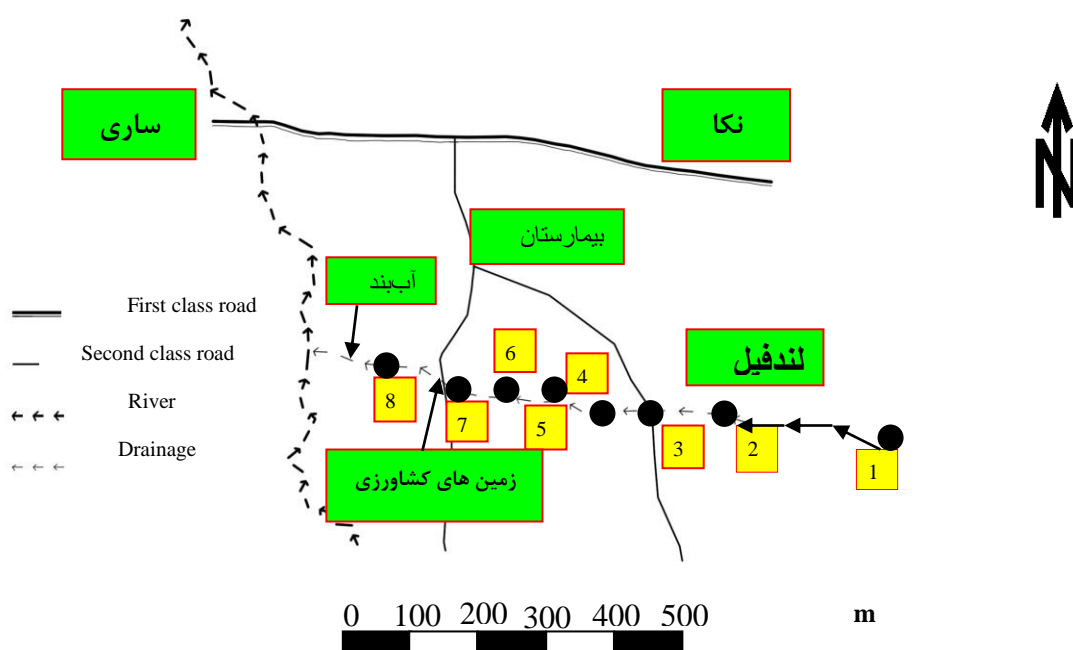 ساری
نکا
N
بیمارستان
آب‌بند
First class road
Second class road
River
Drainage
لندفیل
6
4
8
7
5
3
2
1
زمین های کشاورزی
0 100 200 300 400 500 m